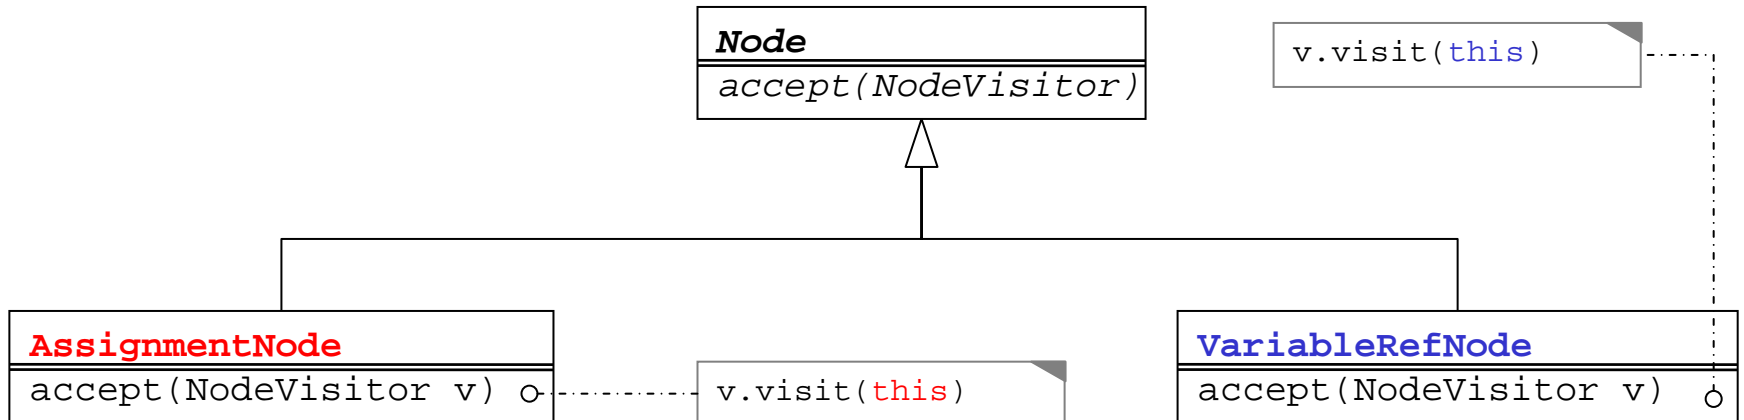 Node
accept(NodeVisitor)
v.visit(this)
AssignmentNode
accept(NodeVisitor v)
v.visit(this)
VariableRefNode
accept(NodeVisitor v)